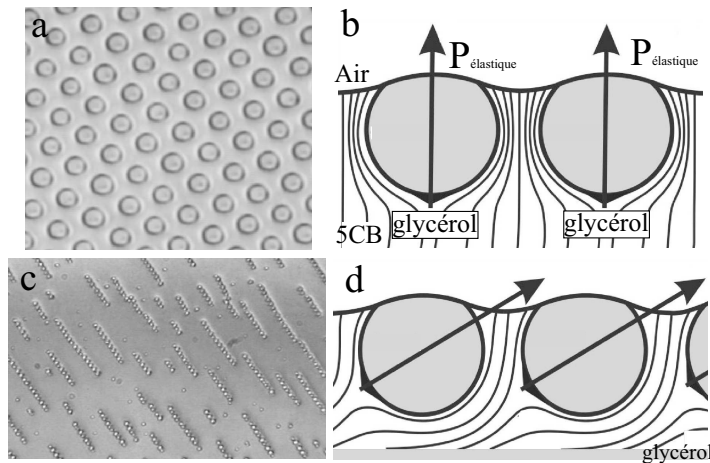 a
b
P élastique
P élastique
Air
5CB
glycérol
glycérol
c
d
glycérol